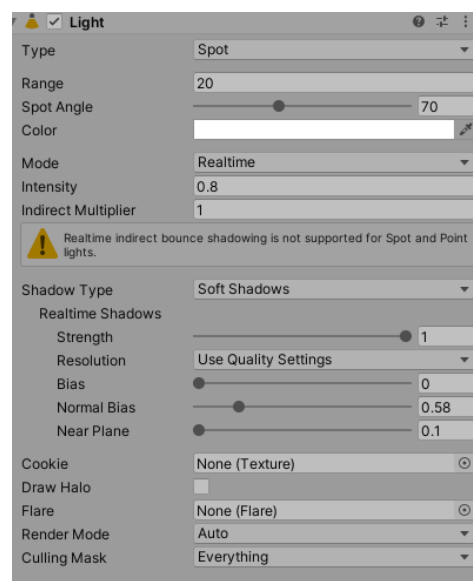 Light
Type Spot
Range 20
Spot Angle 70
Color
Mode Realtime
Intensity 0.8
Indirect Multiplier 1
Realtime indirect bounce shadowing is not supported for Spot and Point
lights.
Shadow Type Soft Shadows
Realtime Shadows
Strength 1
Resolution Use Quality Settings
Bias 0
Normal Bias 0.58
Near Plane 0.1
Cookie None (Texture)
Draw Halo
Flare None (Flare)
Render Mode Auto
Culling Mask Everything